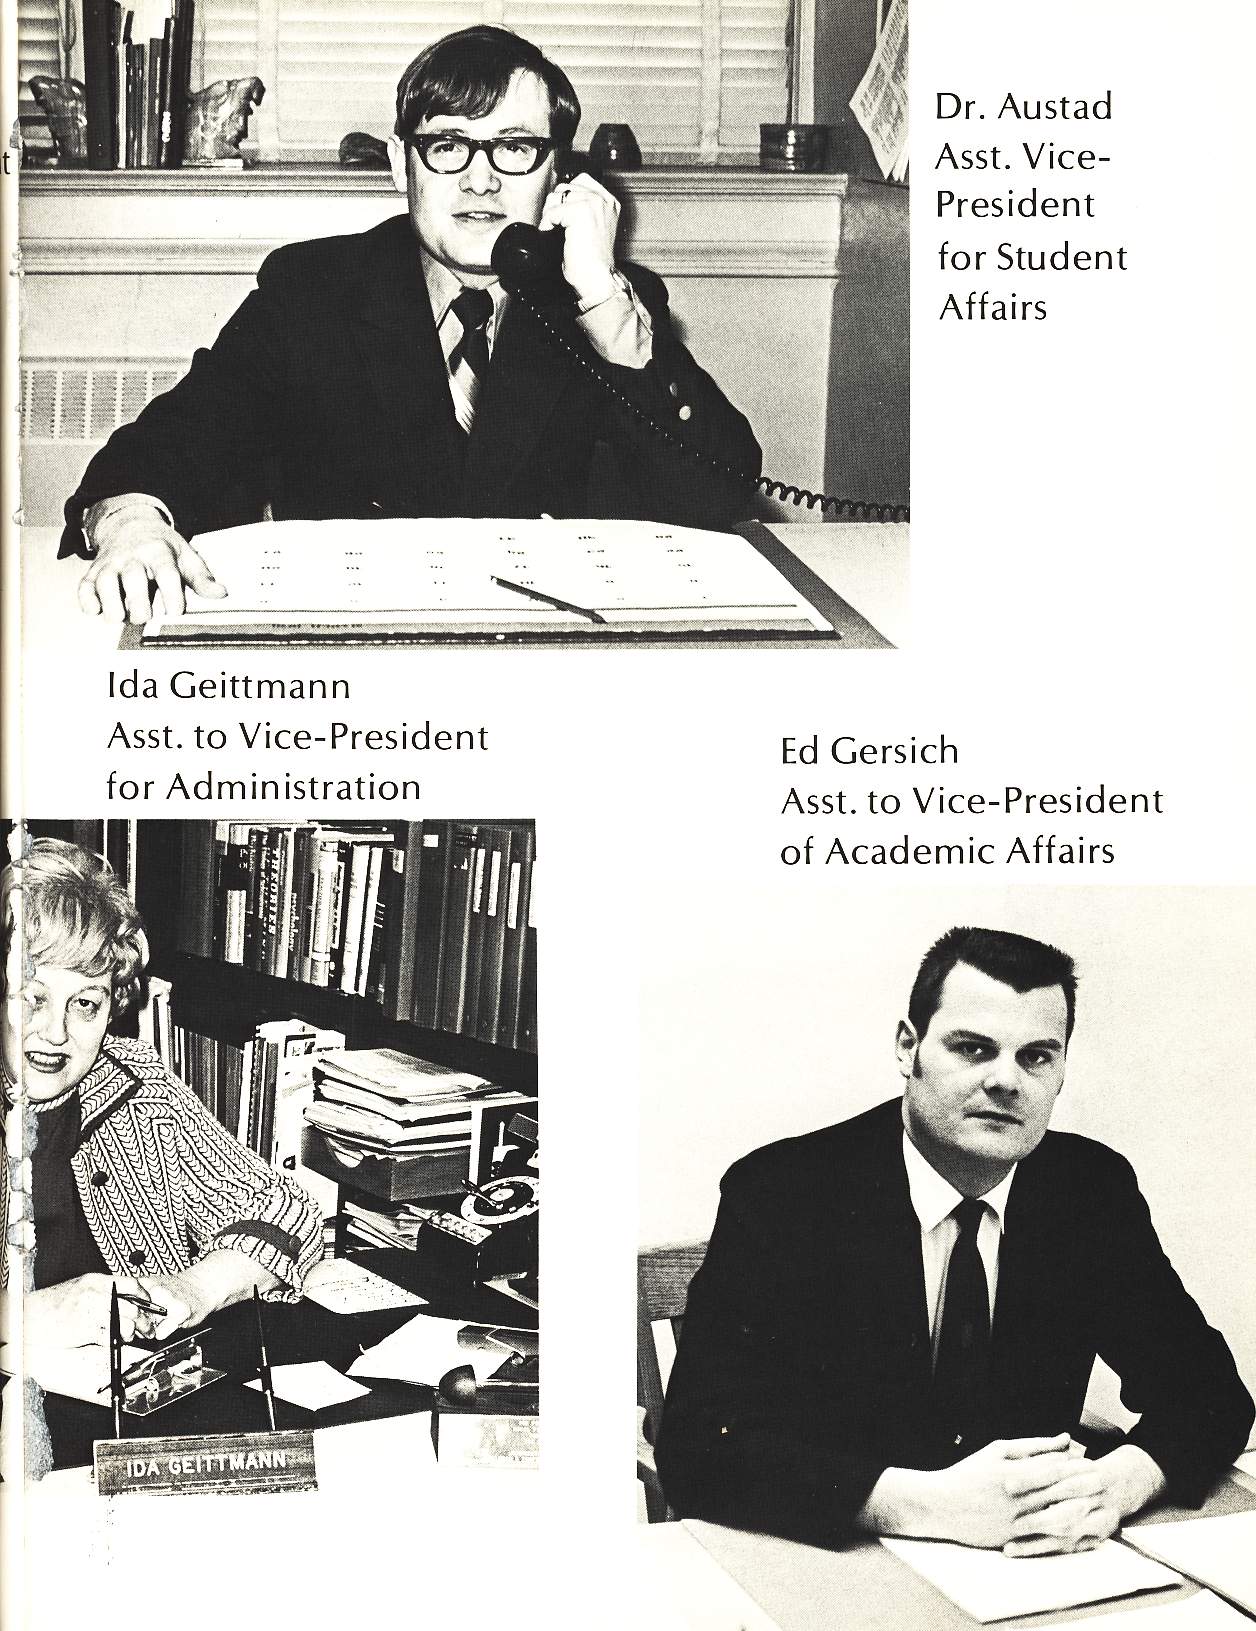 Dr. Austad
Asst. Vice-
President
for Student
Affairs
Ida Geittmann
Asst. to Vice-President
for Administration
Ed Gersich
Asst. to Vice-President
of Academic Affairs
IDA GEITTMANN